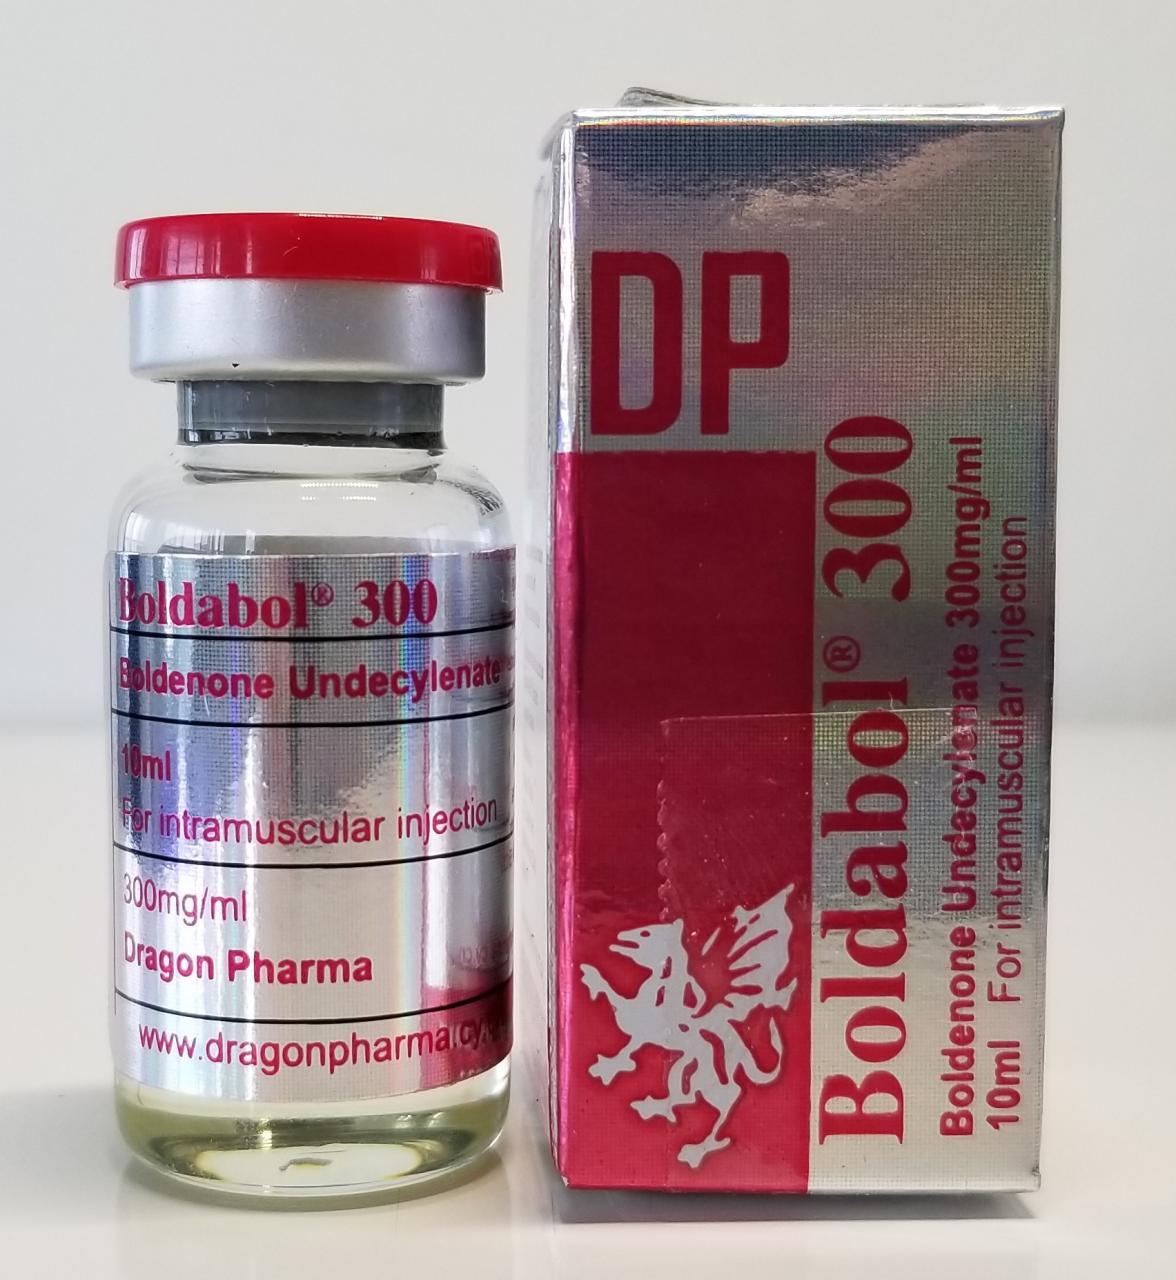 Boldabol® 300
Boldenone Undecylenate
10ml
For intramuscular injection
300mg/ml
Dragon Pharma
www.dragonpharma.cy
DP
Boldabol® 300
Boldenone Undecylenate 300mg/ml
10ml For intramuscular injection